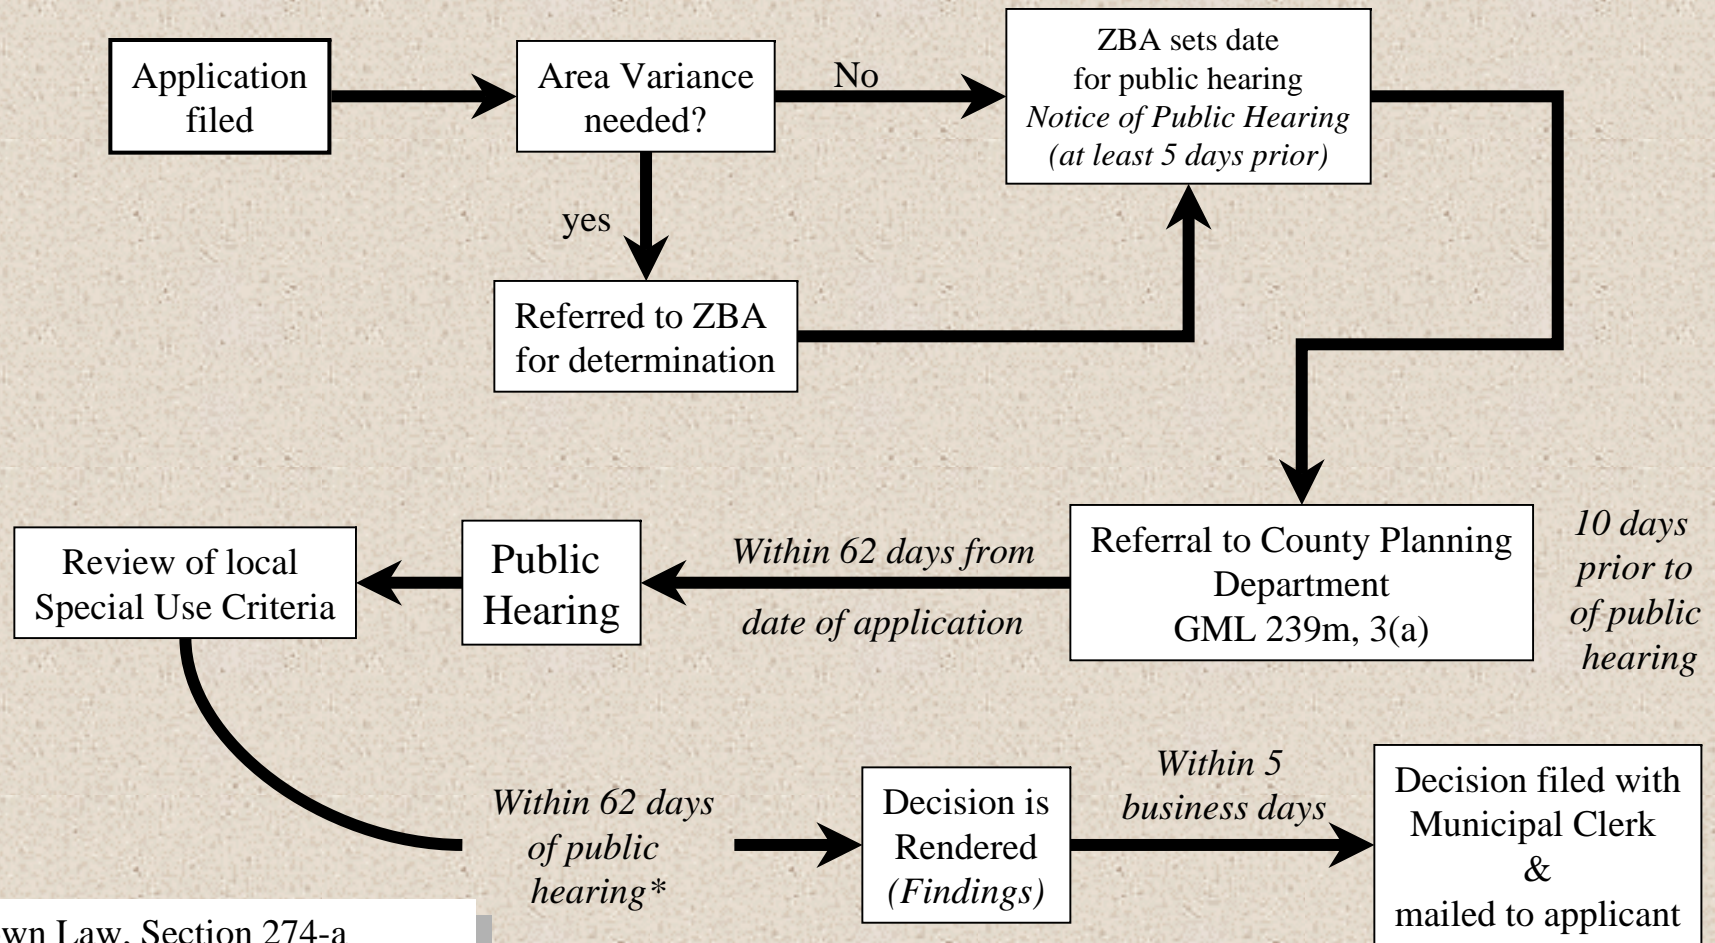 Application
filed
Area Variance
needed?
No
ZBA sets date
for public hearing
Notice of Public Hearing
(at least 5 days prior)
yes
Referred to ZBA
for determination
Referral to County Planning
Department
GML 239m, 3(a)
10 days
prior to
of public
hearing
Within 62 days from
date of application
Public
Hearing
Review of local
Special Use Criteria
Within 62 days
of public
hearing*
Decision is
Rendered
(Findings)
Within 5
business days
Decision filed with
Municipal Clerk
&
mailed to applicant
Law, Section 274-a